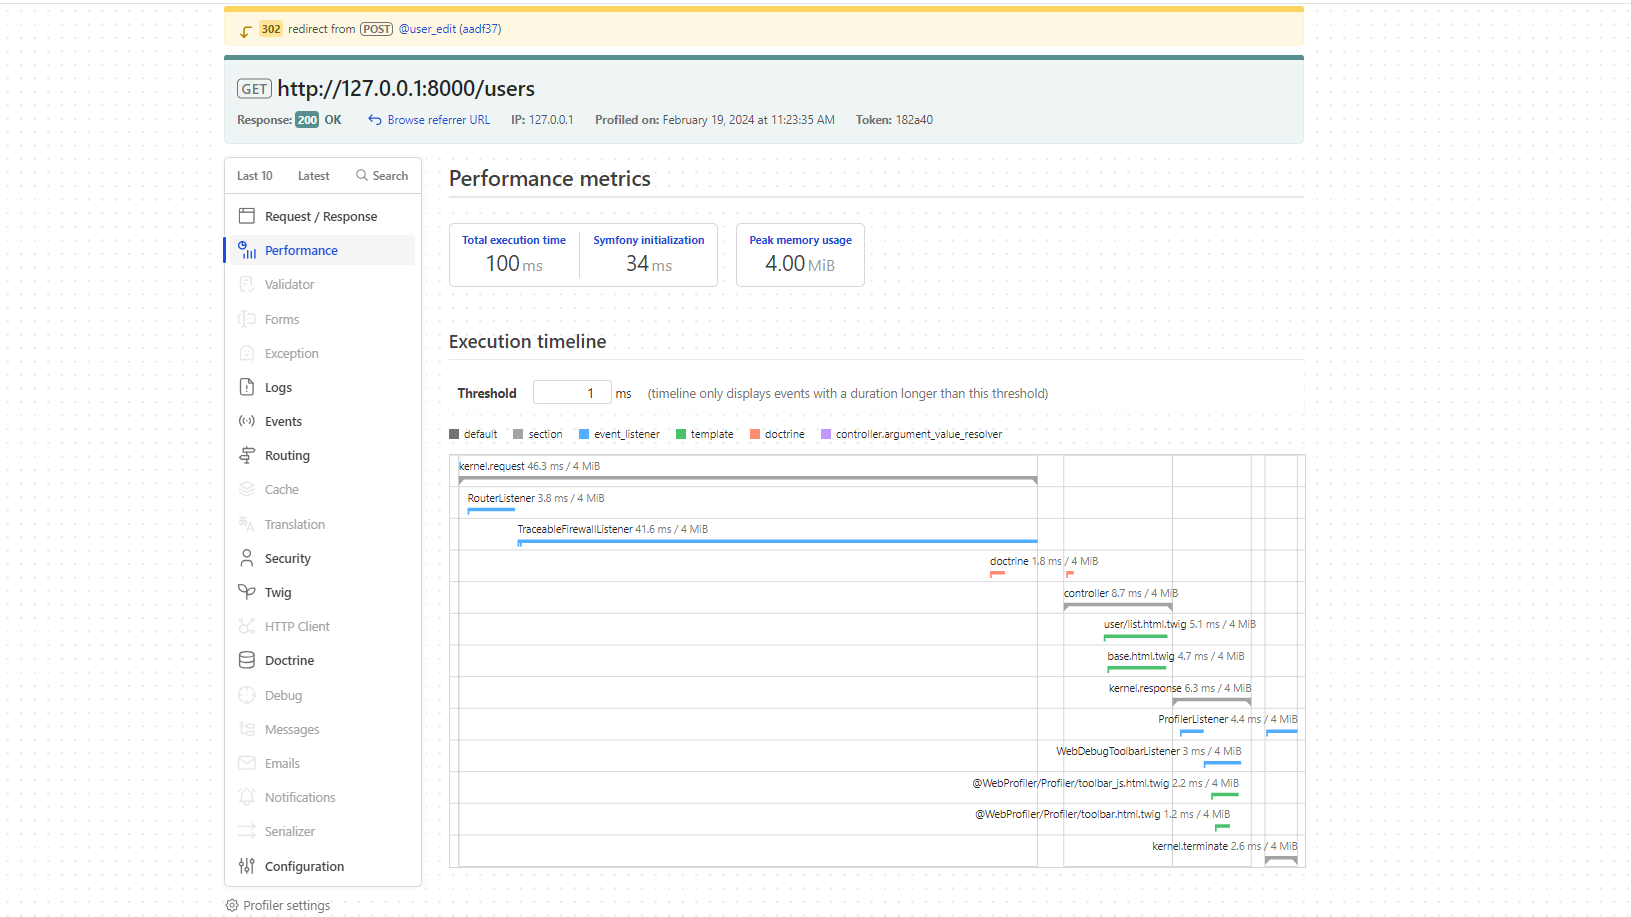 302 redirect from POST @user_edit (aadf37)
GET http://127.0.0.1:8000/users
Response: 200 OK Browse referrer URL IP: 127.0.0.1 Profiled on: February 19, 2024 at 11:23:35 AM Token: 182a40
Last 10 Latest Search
Request / Response
Performance
Validator
Forms
Exception
Logs
Events
Routing
Cache
Translation
Security
Twig
HTTP Client
Doctrine
Debug
Messages
Emails
Notifications
Serializer
Configuration
Profiler settings
Performance metrics
Total execution time
100 ms
Symfony initialization
34 ms
Peak memory usage
4.00 MiB
Execution timeline
Threshold 1 ms (timeline only displays events with a duration longer than this threshold)
default section event_listener template doctrine controller.argument_value_resolver
kernel.request 46.3 ms / 4 MiB
RouterListener 3.8 ms / 4 MiB
TraceableFirewallListener 41.6 ms / 4 MiB
doctrine 1.8 ms / 4 MiB
controller 8.7 ms / 4 MiB
user/list.html.twig 5.1 ms / 4 MiB
base.html.twig 4.7 ms / 4 MiB
kernel.response 6.3 ms / 4 MiB
ProfilerListener 4.4 ms / 4 MiB
WebDebugToolbarListener 3 ms / 4 MiB
@WebProfiler/Profiler/toolbar_js.html.twig 2.2 ms / 4 MiB
@WebProfiler/Profiler/toolbar.html.twig 1.2 ms / 4 MiB
kernel.terminate 2.6 ms / 4 MiB